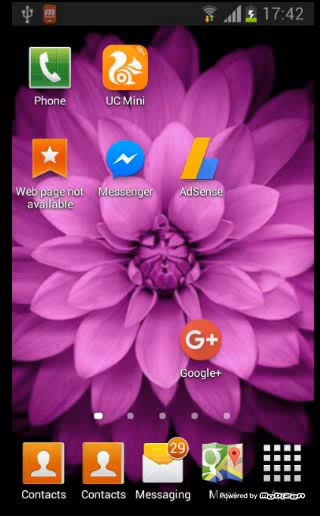 17:42
Phone
UC Mini
Web page not
available
Messenger
AdSense
G+
Google+
29
Contacts
Contacts
Messaging
Powered by